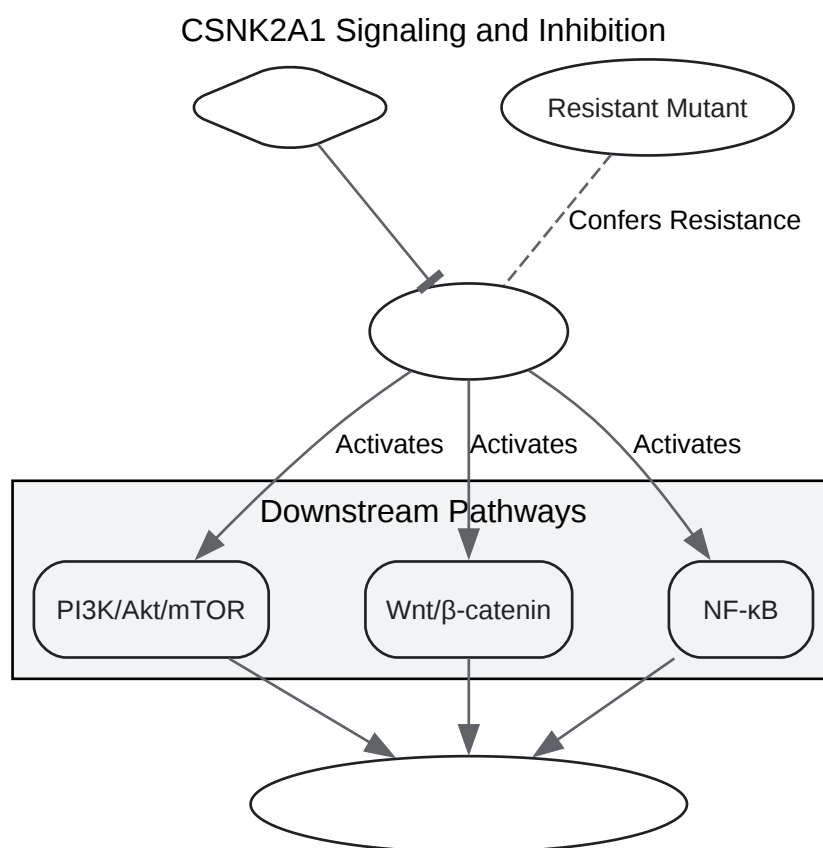 CSNK2A1 Signaling and Inhibition
Resistant Mutant
Confers Resistance
Activates
Activates
Activates
Downstream Pathways
PI3K/Akt/mTOR
Wnt/β-catenin
NF-κB